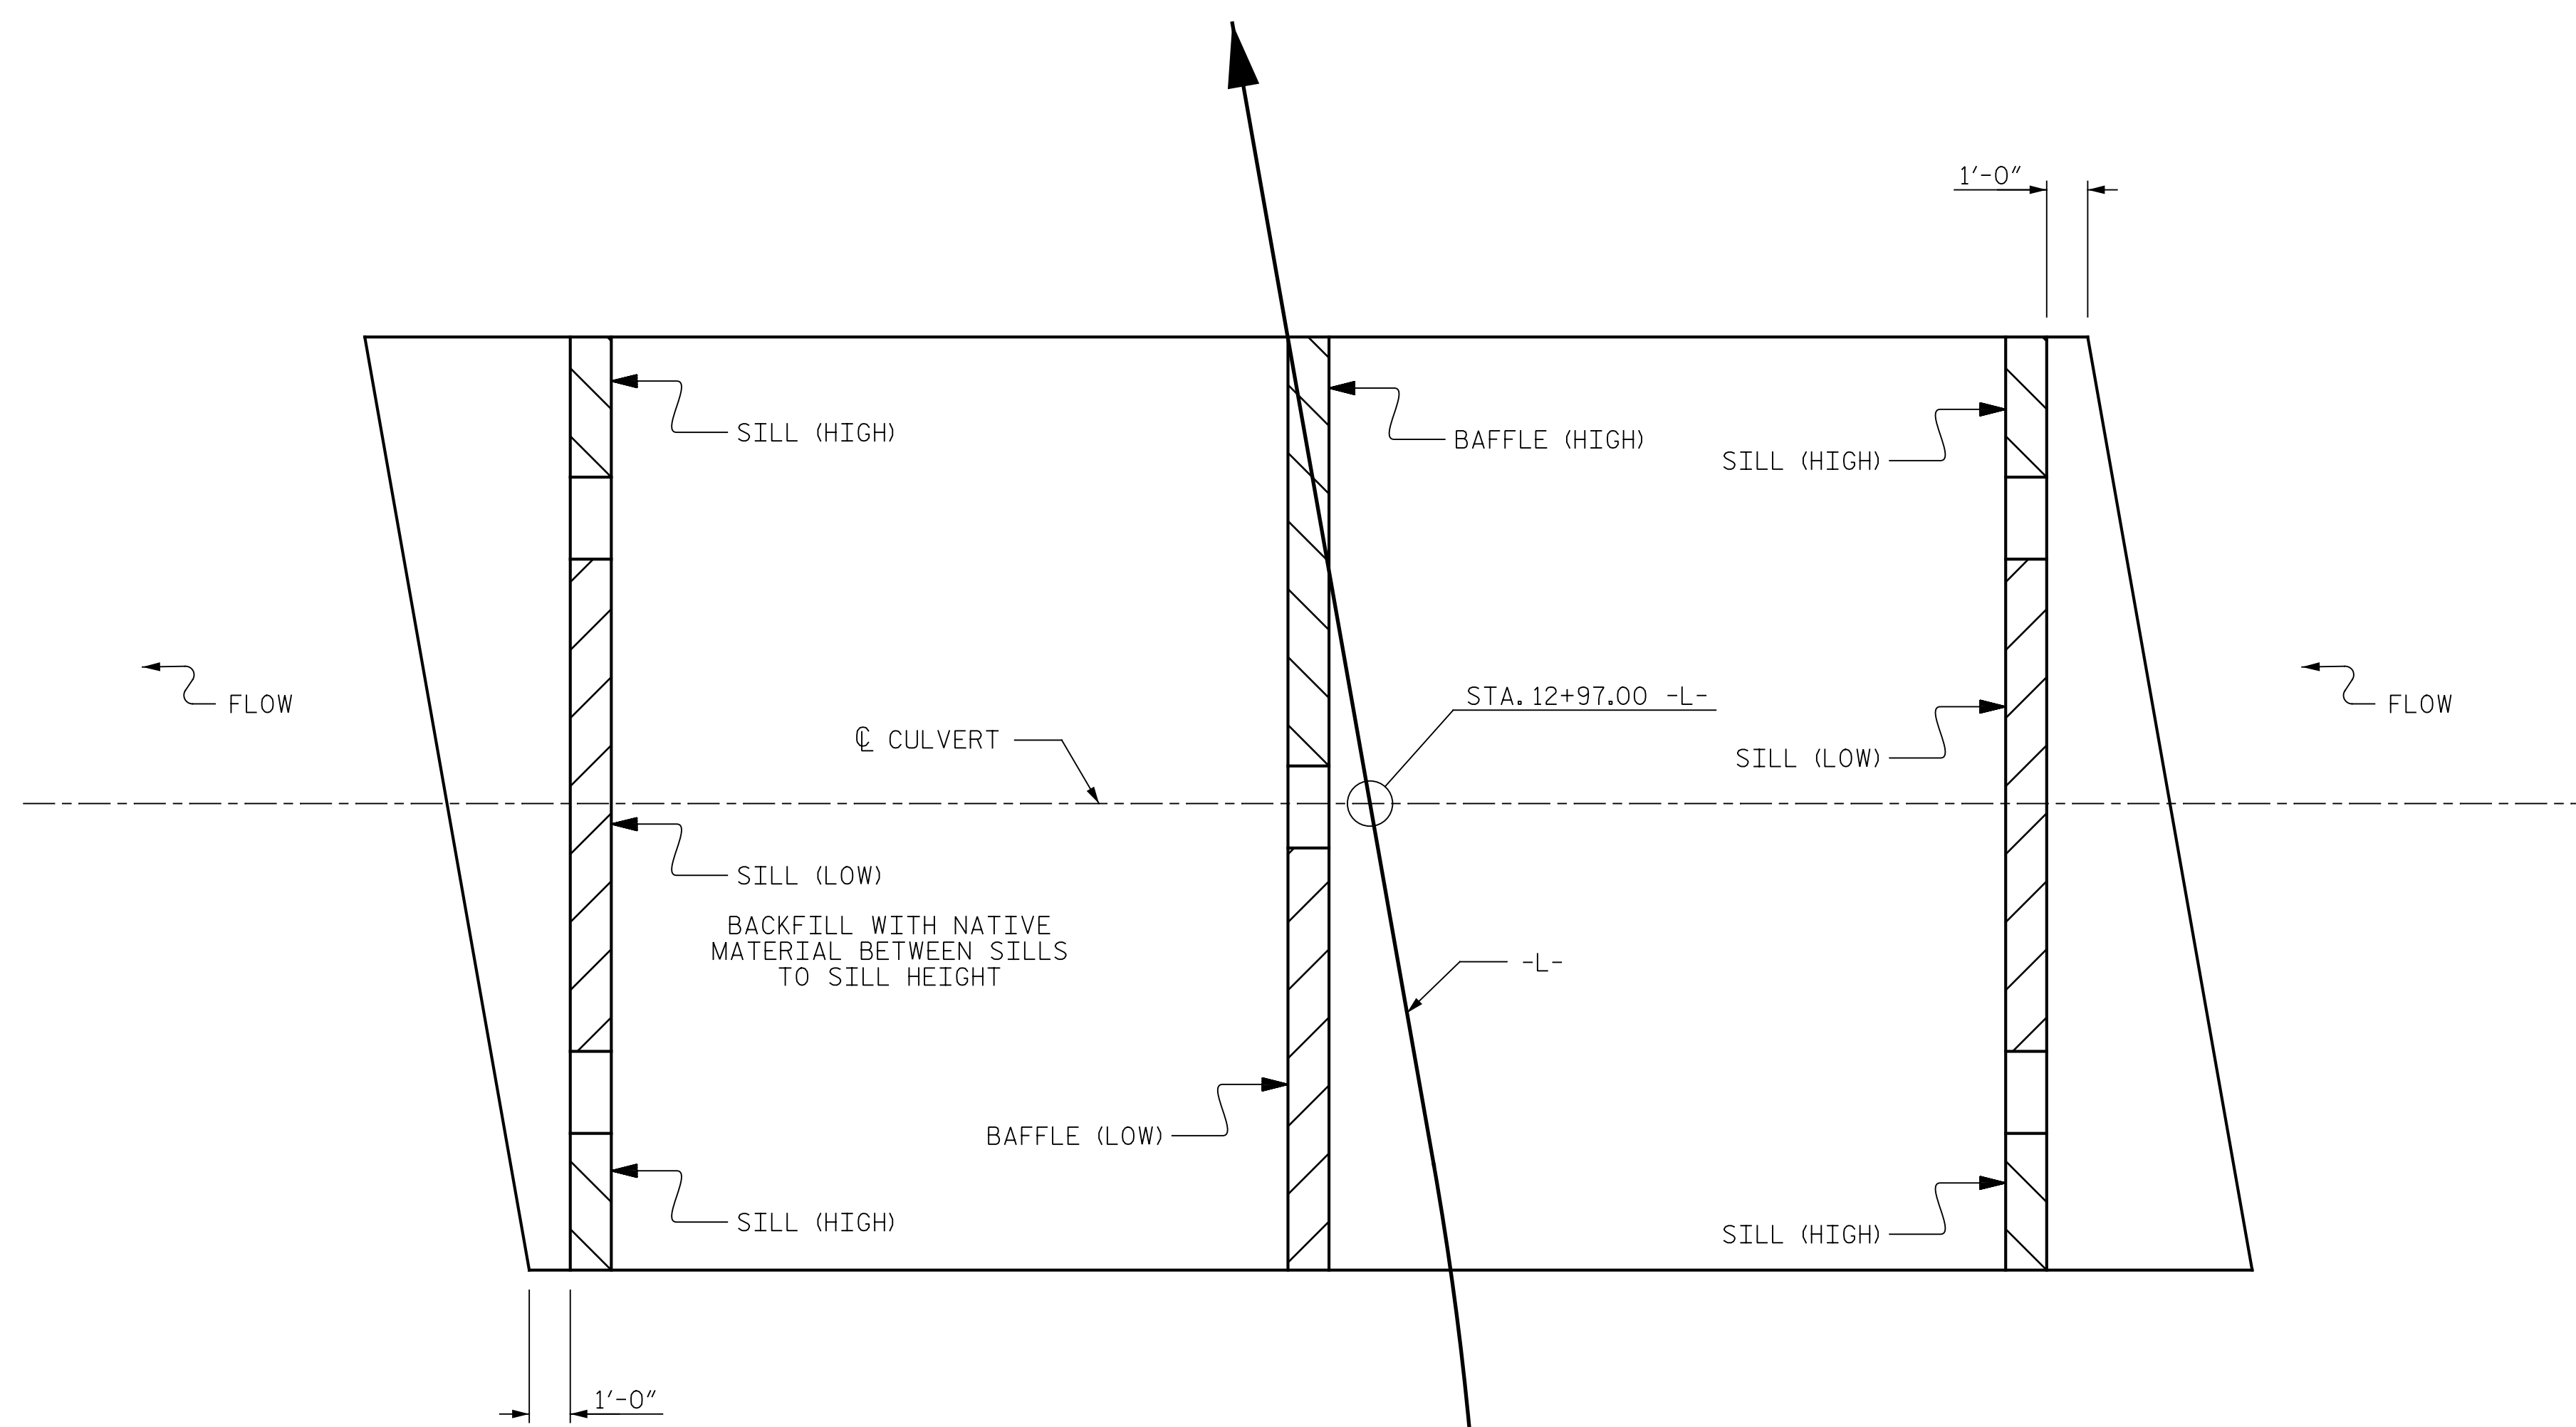 1'-0"
SILL (HIGH)
BAFFLE (HIGH)
SILL (HIGH)
FLOW
STA. 12+97.00 -L-
FLOW
℄ CULVERT
SILL (LOW)
SILL (LOW)
BACKFILL WITH NATIVE
MATERIAL BETWEEN SILLS
TO SILL HEIGHT
-L-
BAFFLE (LOW)
SILL (HIGH)
SILL (HIGH)
1'-0"